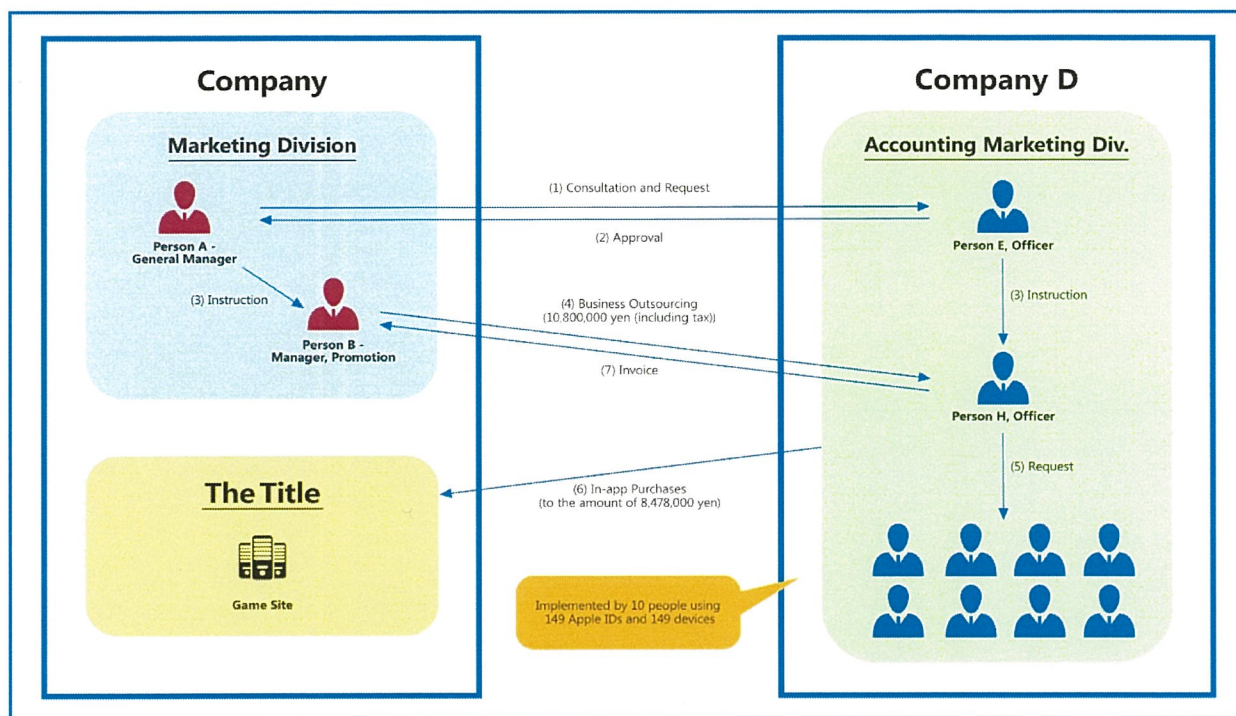 Company
Marketing Division
Person A -
General Manager
(3) Instruction
Person B -
Manager, Promotion
The Title
Game Site
(1) Consultation and Request
(2) Approval
(4) Business Outsourcing
(10,800,000 yen (including tax))
(7) Invoice
(6) In-app Purchases
(to the amount of 8,478,000 yen)
Implemented by 10 people using
149 Apple IDs and 149 devices
Company D
Accounting Marketing Div.
Person E, Officer
(3) Instruction
Person H, Officer
(5) Request